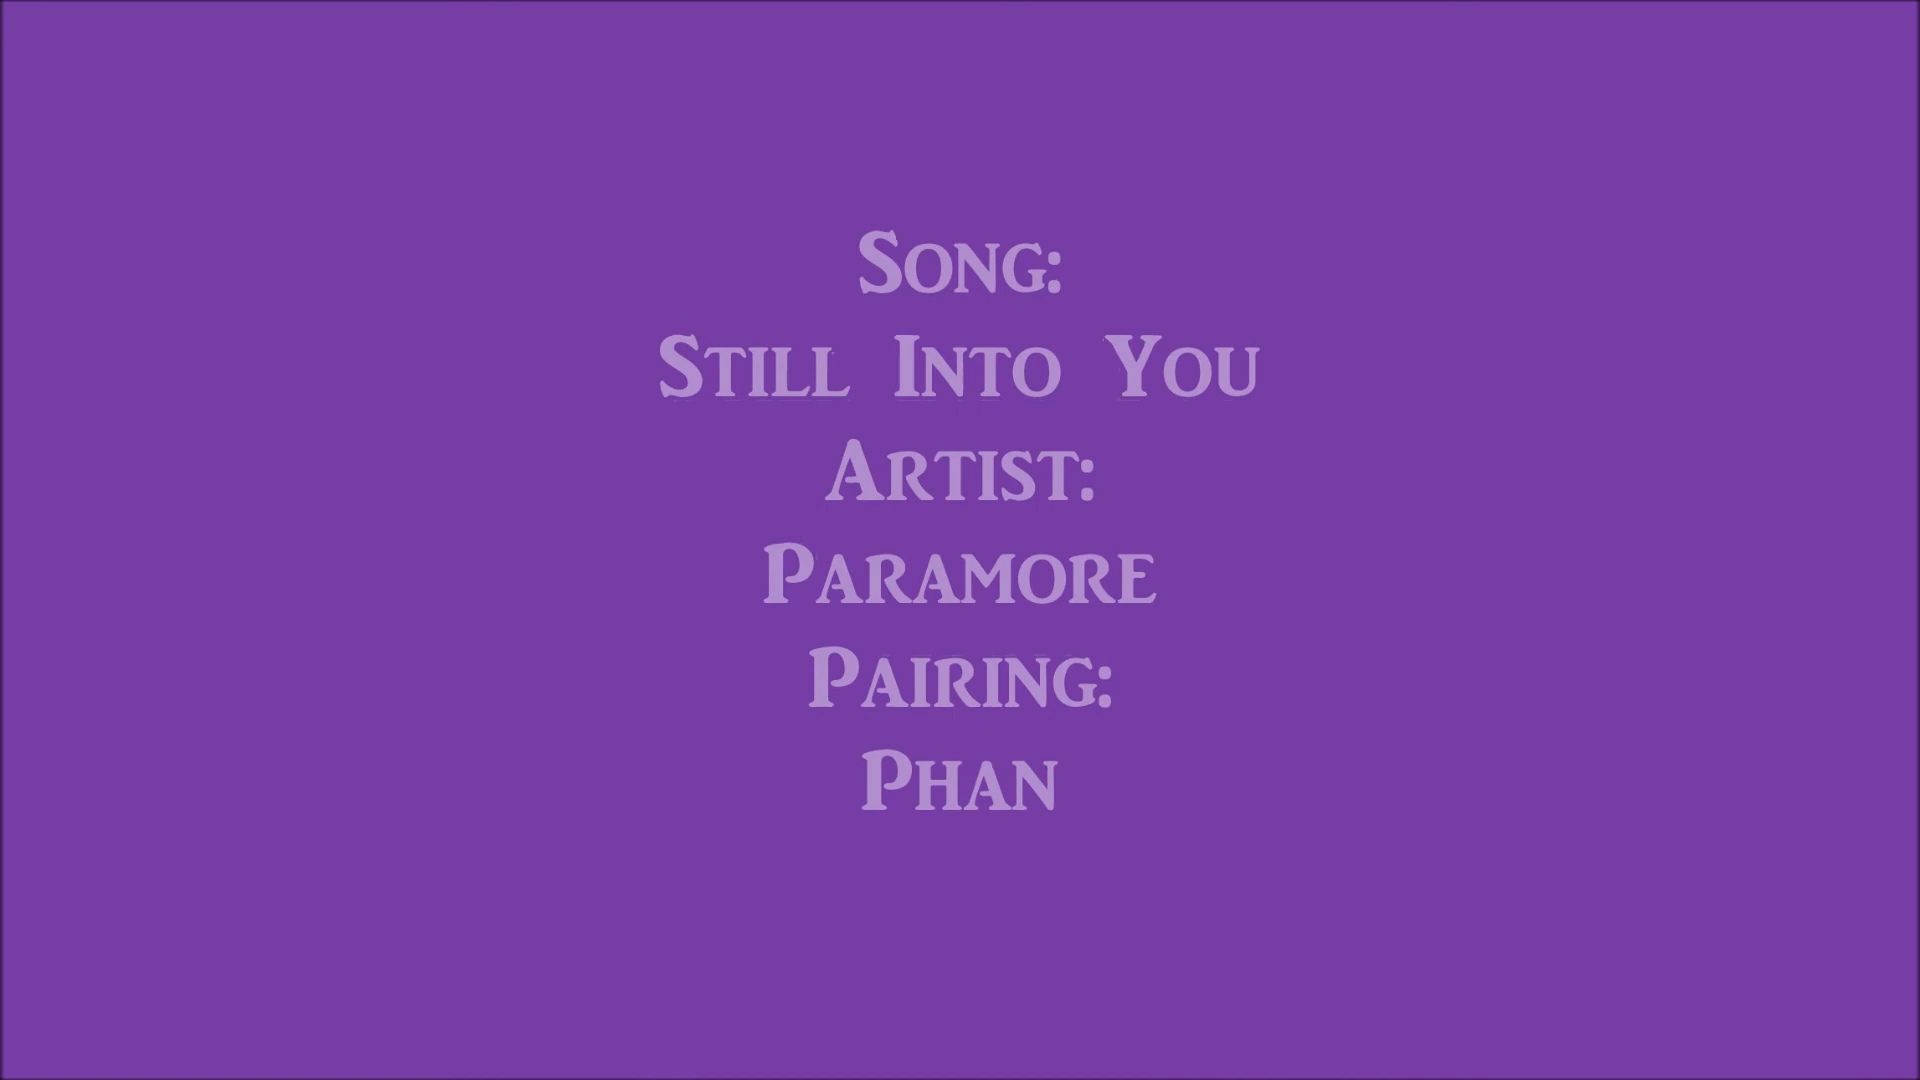 Song:
Still Into You
Artist:
Paramore
Pairing:
Phan